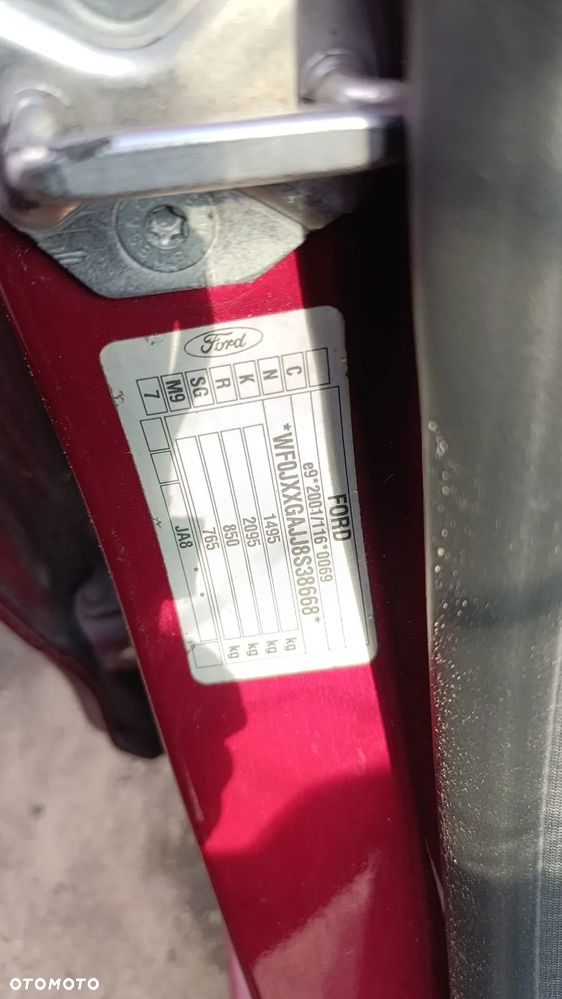 Ford
FORD
e9*2001/116*0069
*WF0JXXGAJJ8S38668*
1495 kg
2095 kg
850 kg
765 kg
JA8 * *
C
N
K
R
SG
M9
7
OTOMOTO